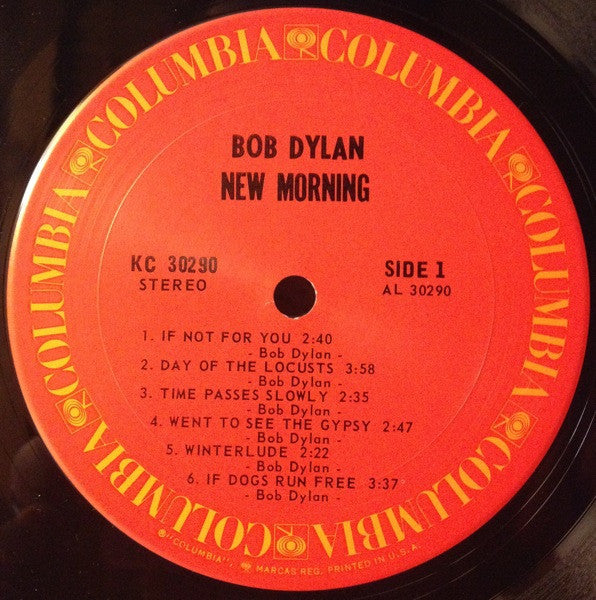 COLUMBIA COLUMBIA COLUMBIA COLUMBIA COLUMBIA COLUMBIA
BOB DYLAN
NEW MORNING
KC 30290
STEREO
SIDE 1
AL 30290
1. IF NOT FOR YOU 2:40
- Bob Dylan -
2. DAY OF THE LOCUSTS 3:58
- Bob Dylan -
3. TIME PASSES SLOWLY 2:35
- Bob Dylan -
4. WENT TO SEE THE GYPSY 2:47
- Bob Dylan -
5. WINTERLUDE 2:22
- Bob Dylan -
6. IF DOGS RUN FREE 3:37
- Bob Dylan -
℗"COLUMBIA", MARCAS REG. PRINTED IN U.S.A.